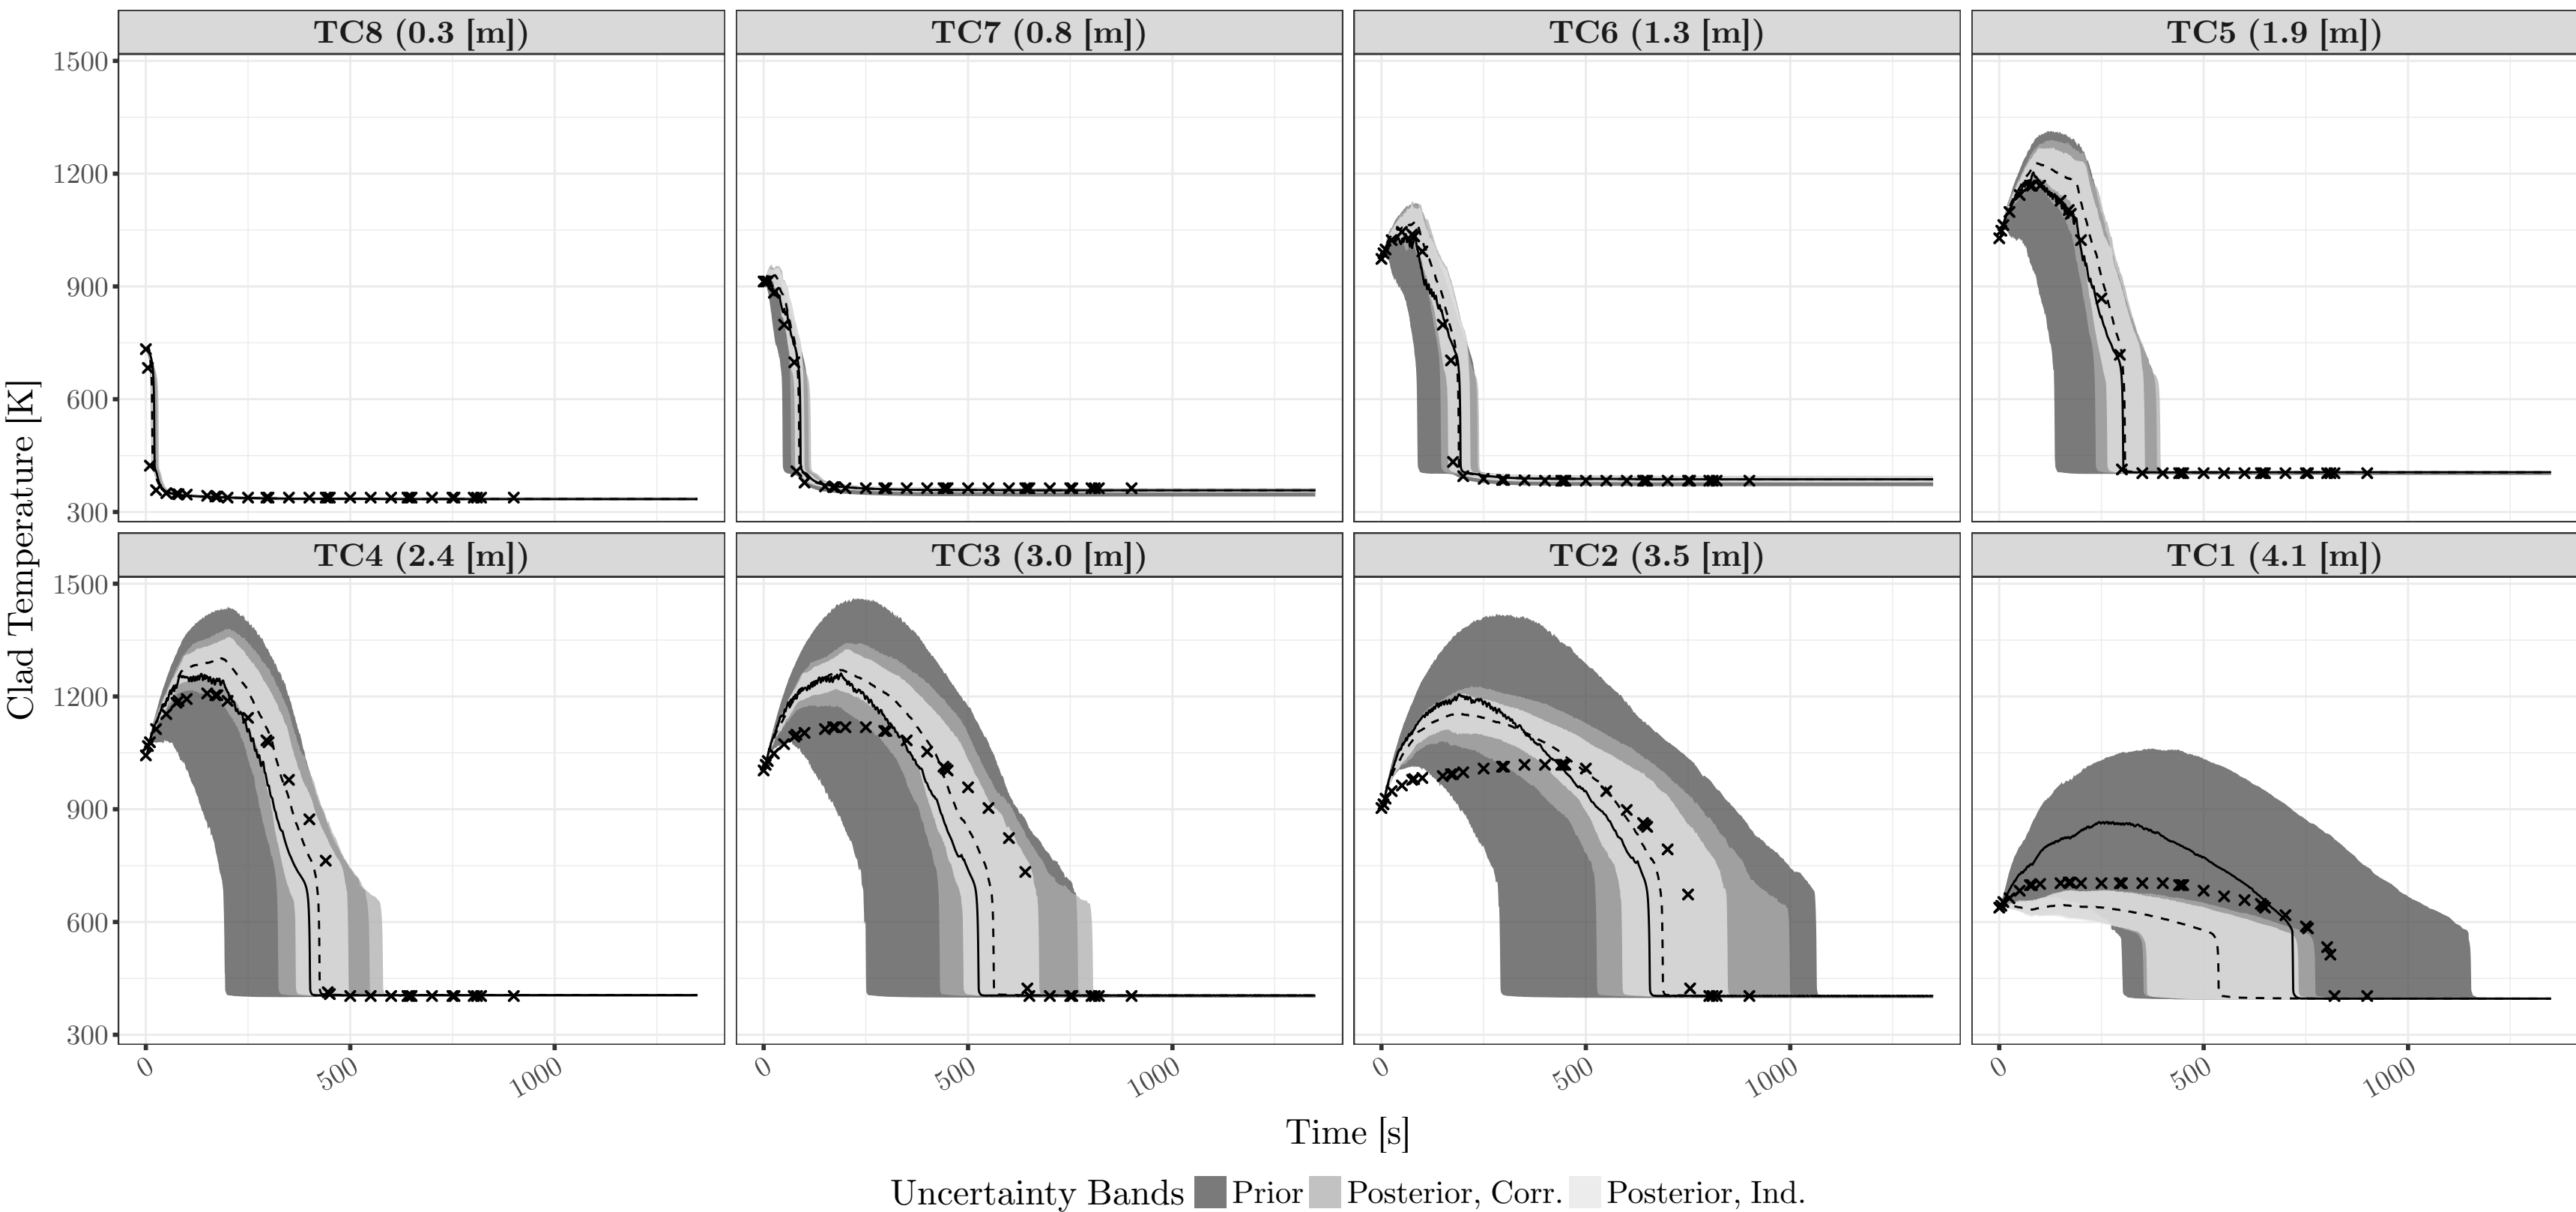 TC8 (0.3 [m])
TC7 (0.8 [m])
TC6 (1.3 [m])
TC5 (1.9 [m])
1500
1200
900
600
300
Clad Temperature [K]
TC4 (2.4 [m])
TC3 (3.0 [m])
TC2 (3.5 [m])
TC1 (4.1 [m])
1500
1200
900
600
300
0 500 1000
0 500 1000
0 500 1000
0 500 1000
Time [s]
Uncertainty Bands Prior Posterior, Corr. Posterior, Ind.